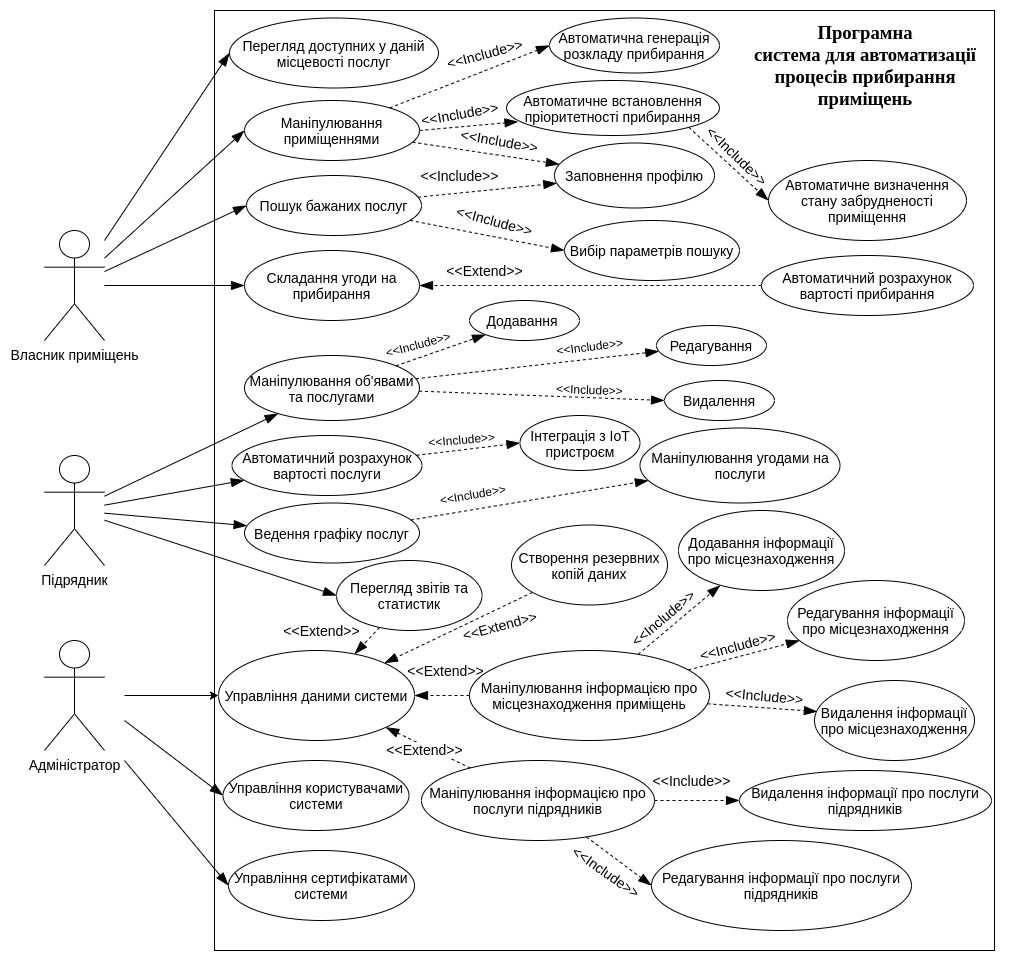 Програмна
система для автоматизації
процесів прибирання
приміщень
Перегляд доступних у даній
місцевості послуг
<<Include>>
Автоматична генерація
розкладу прибирання
Маніпулювання
приміщеннями
<<Include>>
Автоматичне встановлення
пріоритетності прибирання
<<Include>>
<<Include>>
Заповнення профілю
Автоматичне визначення
стану забрудненості
приміщення
Пошук бажаних послуг
<<Include>>
<<Include>>
Вибір параметрів пошуку
Складання угоди на
прибирання
<<Extend>>
Автоматичний розрахунок
вартості прибирання
Власник приміщень
Додавання
<<Include>>
Маніпулювання об'явами
та послугами
<<Include>>
Редагування
<<Include>>
Видалення
Автоматичний розрахунок
вартості послуги
<<Include>>
Інтеграція з IoT
пристроєм
Маніпулювання угодами на
послуги
<<Include>>
Ведення графіку послуг
Підрядник
Перегляд звітів та
статистик
Створення резервних
копій даних
Додавання інформації
про місцезнаходження
<<Extend>>
<<Extend>>
<<Include>>
Редагування інформації
про місцезнаходження
<<Include>>
Управління даними системи
<<Extend>>
Маніпулювання інформацією про
місцезнаходження приміщень
<<Include>>
Видалення інформації
про місцезнаходження
Адміністратор
<<Extend>>
Управління користувачами
системи
Маніпулювання інформацією про
послуги підрядників
<<Include>>
Видалення інформації про послуги
підрядників
<<Include>>
Управління сертифікатами
системи
Редагування інформації про послуги
підрядників